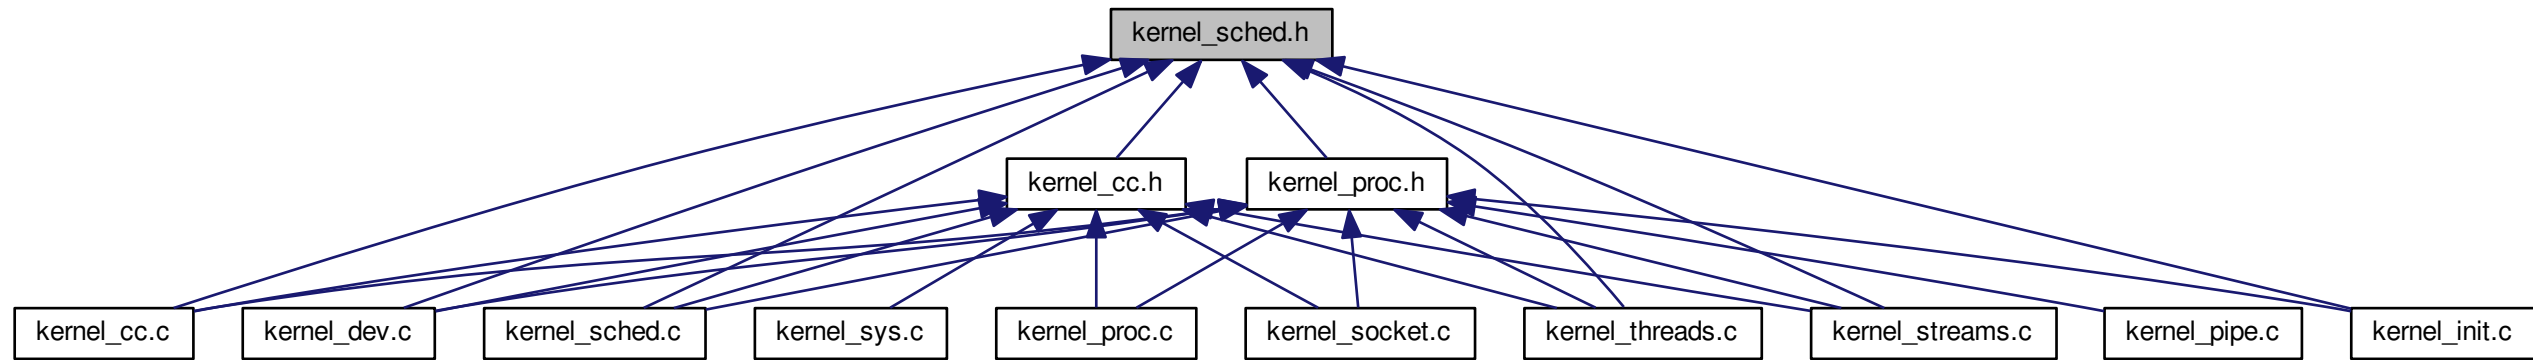 kernel_sched.h
kernel_cc.h
kernel_proc.h
kernel_cc.c
kernel_dev.c
kernel_sched.c
kernel_sys.c
kernel_proc.c
kernel_socket.c
kernel_threads.c
kernel_streams.c
kernel_pipe.c
kernel_init.c